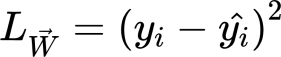 $L_{\vec{W}} = (y_i - \hat{y_i})^2$